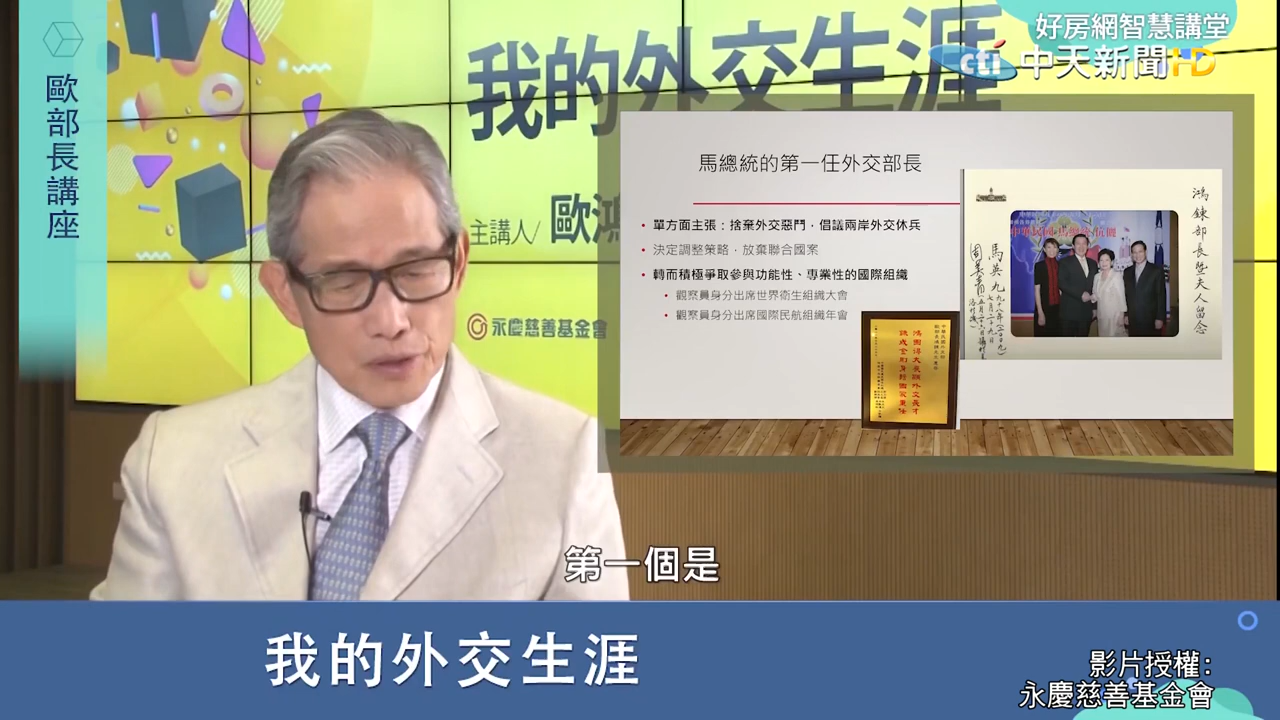 歐部長講座
好房網智慧講堂
cti 中天新聞HD
我的外交生涯
主講人/ 歐鴻
永慶慈善基金會
馬總統的第一任外交部長
• 單方面主張：捨棄外交惡鬥，倡議兩岸外交休兵
• 決定調整策略，放棄聯合國案
• 轉而積極爭取參與功能性、專業性的國際組織
• 觀察員身分出席世界衛生組織大會
• 觀察員身分出席國際民航組織年會
鴻鍊部長暨夫人留念
馬英九
周美青
第一個是
我的外交生涯
影片授權：
永慶慈善基金會